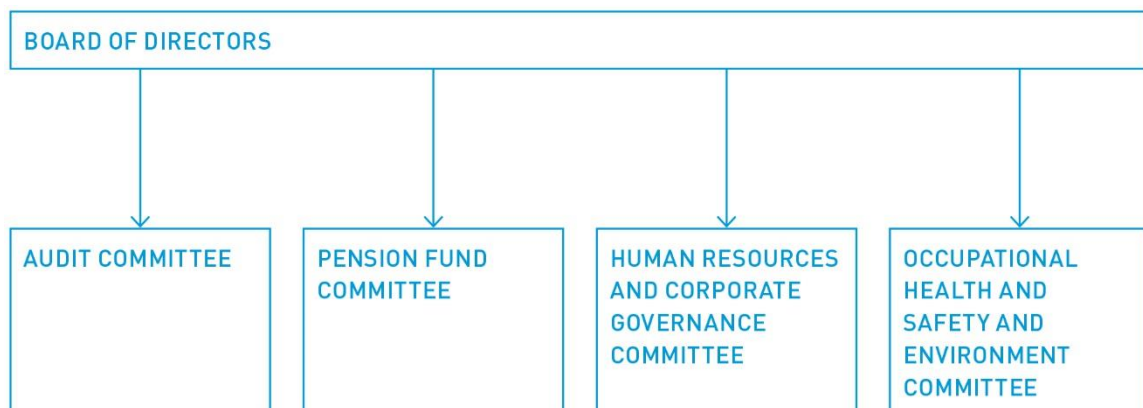 BOARD OF DIRECTORS
AUDIT COMMITTEE
PENSION FUND
COMMITTEE
HUMAN RESOURCES
AND CORPORATE
GOVERNANCE
COMMITTEE
OCCUPATIONAL
HEALTH AND
SAFETY AND
ENVIRONMENT
COMMITTEE